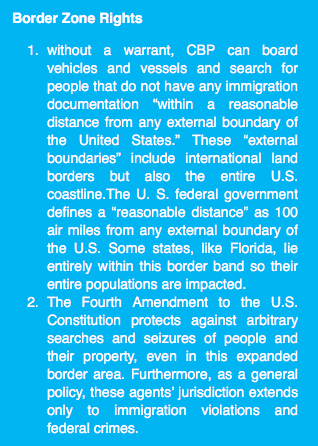 Border Zone Rights
1. without a warrant, CBP can board
vehicles and vessels and search for
people that do not have any immigration
documentation “within a reasonable
distance from any external boundary of
the United States.” These “external
boundaries” include international land
borders but also the entire U.S.
coastline.The U. S. federal government
defines a “reasonable distance” as 100
air miles from any external boundary of
the U.S. Some states, like Florida, lie
entirely within this border band so their
entire populations are impacted.
2. The Fourth Amendment to the U.S.
Constitution protects against arbitrary
searches and seizures of people and
their property, even in this expanded
border area. Furthermore, as a general
policy, these agents’ jurisdiction extends
only to immigration violations and
federal crimes.